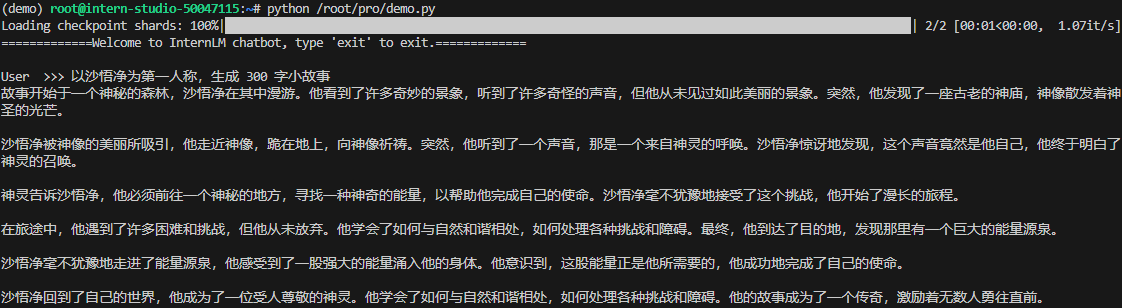 (demo) root@intern-studio-50047115:~# python /root/pro/demo.py
Loading checkpoint shards: 100%| | 2/2 [00:01<00:00,  1.07it/s]
=============Welcome to InternLM chatbot, type 'exit' to exit.=============
User  >>> 以沙悟净为第一人称，生成 300 字小故事
故事开始于一个神秘的森林，沙悟净在其中漫游。他看到了许多奇妙的景象，听到了许多奇怪的声音，但他从未见过如此美丽的景象。突然，他发现了一座古老的神庙，神像散发着神
圣的光芒。
沙悟净被神像的美丽所吸引，他走近神像，跪在地上，向神像祈祷。突然，他听到了一个声音，那是一个来自神灵的呼唤。沙悟净惊讶地发现，这个声音竟然是他自己，他终于明白了
神灵的召唤。
神灵告诉沙悟净，他必须前往一个神秘的地方，寻找一种神奇的能量，以帮助他完成自己的使命。沙悟净毫不犹豫地接受了这个挑战，他开始了漫长的旅程。
在旅途中，他遇到了许多困难和挑战，但他从未放弃。他学会了如何与自然和谐相处，如何处理各种挑战和障碍。最终，他到达了目的地，发现那里有一个巨大的能量源泉。
沙悟净毫不犹豫地走进了能量源泉，他感受到了一股强大的能量涌入他的身体。他意识到，这股能量正是他所需要的，他成功地完成了自己的使命。
沙悟净回到了自己的世界，他成为了一位受人尊敬的神灵。他学会了如何与自然和谐相处，如何处理各种挑战和障碍。他的故事成为了一个传奇，激励着无数人勇往直前。